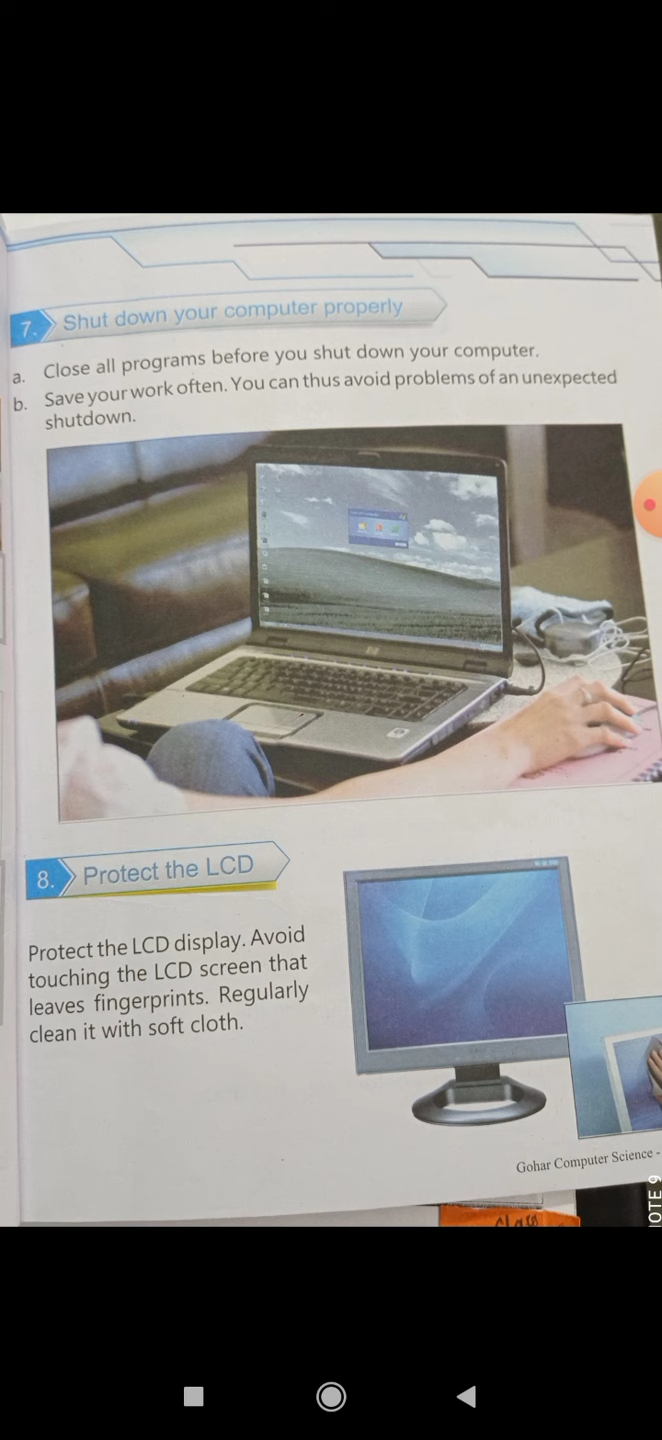 7. Shut down your computer properly
a. Close all programs before you shut down your computer.
b. Save your work often. You can thus avoid problems of an unexpected
shutdown.
8. Protect the LCD
Protect the LCD display. Avoid
touching the LCD screen that
leaves fingerprints. Regularly
clean it with soft cloth.
Gohar Computer Science -